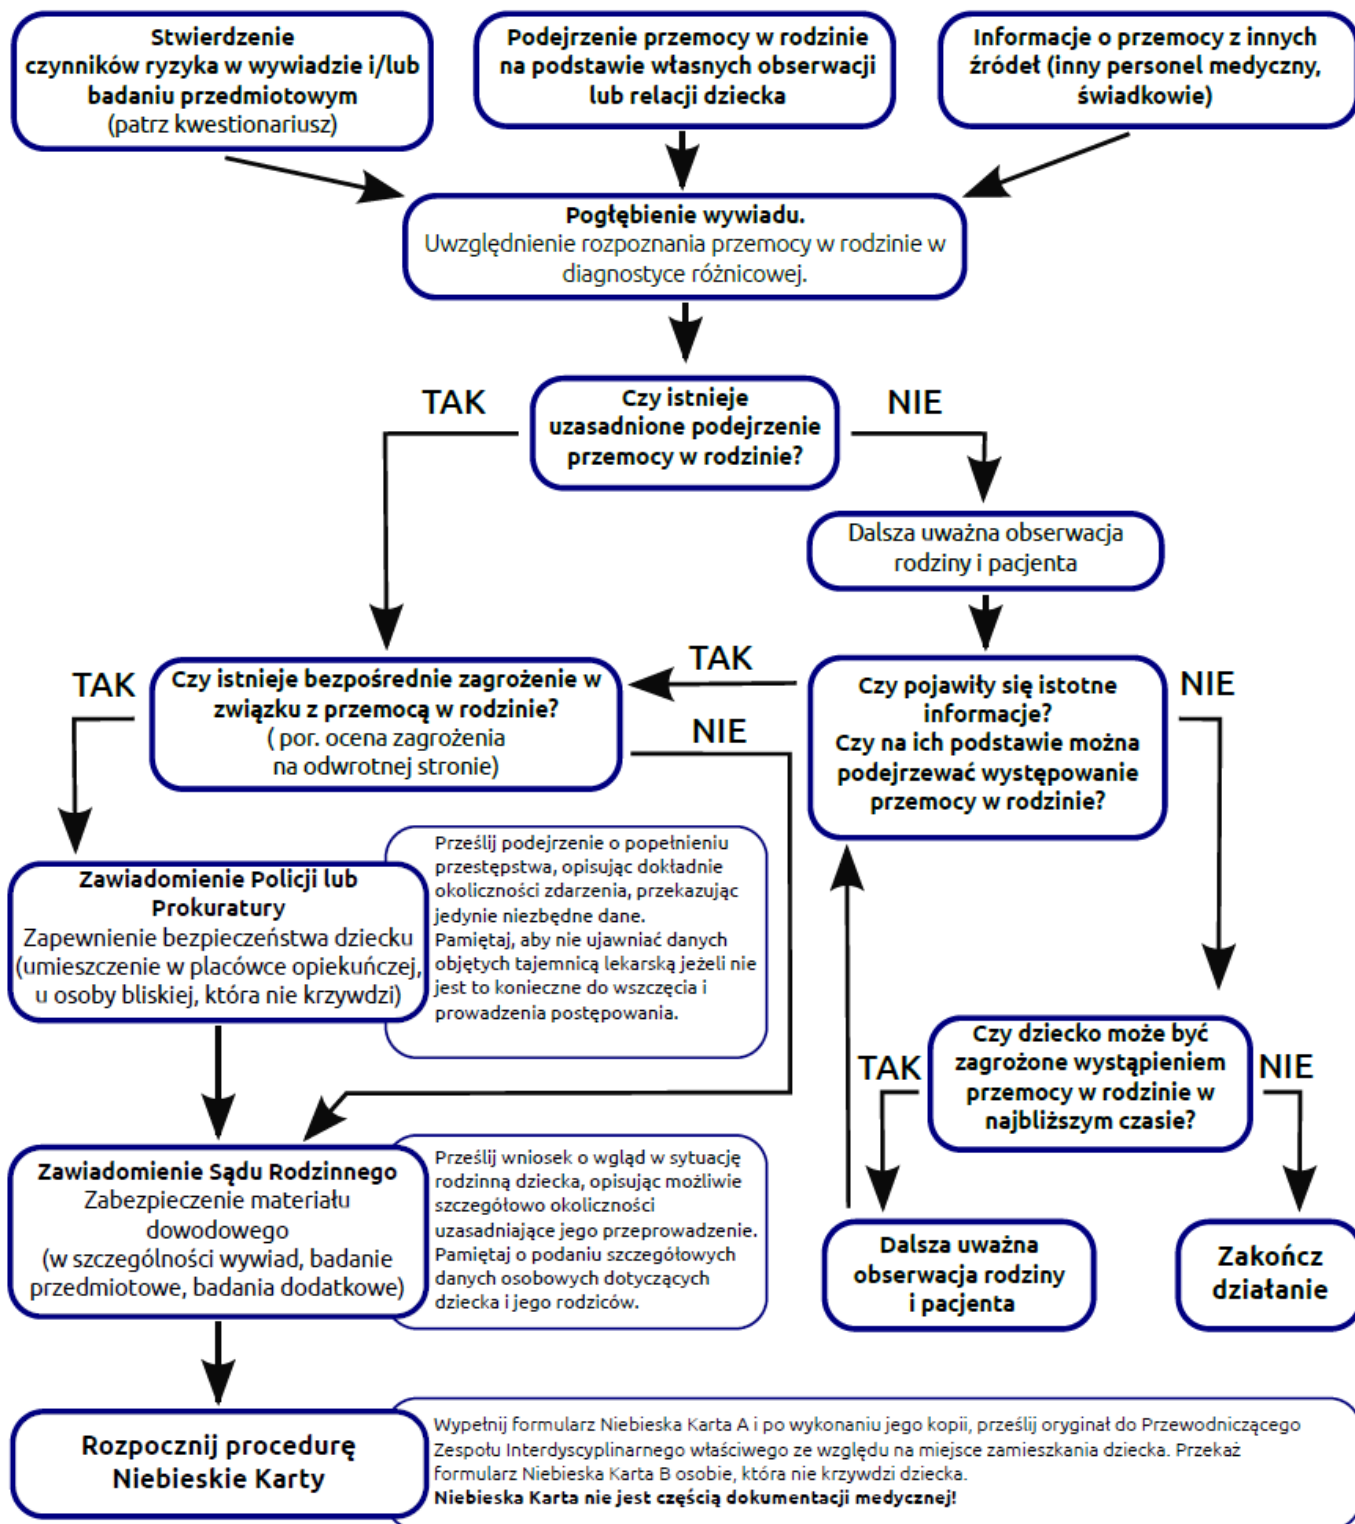 Stwierdzenie
czynników ryzyka w wywiadzie i/lub
badaniu przedmiotowym
(patrz kwestionariusz)
Podejrzenie przemocy w rodzinie
na podstawie własnych obserwacji
lub relacji dziecka
Informacje o przemocy z innych
źródeł (inny personel medyczny,
świadkowie)
Pogłębienie wywiadu.
Uwzględnienie rozpoznania przemocy w rodzinie w
diagnostyce różnicowej.
TAK
Czy istnieje
uzasadnione podejrzenie
przemocy w rodzinie?
NIE
Dalsza uważna obserwacja
rodziny i pacjenta
TAK
Czy istnieje bezpośrednie zagrożenie w
związku z przemocą w rodzinie?
( por. ocena zagrożenia
na odwrotnej stronie)
TAK
NIE
Czy pojawiły się istotne
informacje?
Czy na ich podstawie można
podejrzewać występowanie
przemocy w rodzinie?
NIE
Zawiadomienie Policji lub
Prokuratury
Zapewnienie bezpieczeństwa dziecku
(umieszczenie w placówce opiekuńczej,
u osoby bliskiej, która nie krzywdzi)
Prześlij podejrzenie o popełnieniu
przestępstwa, opisując dokładnie
okoliczności zdarzenia, przekazując
jedynie niezbędne dane.
Pamiętaj, aby nie ujawniać danych
objętych tajemnicą lekarską jeżeli nie
jest to konieczne do wszczęcia i
prowadzenia postępowania.
TAK
Czy dziecko może być
zagrożone wystąpieniem
przemocy w rodzinie w
najbliższym czasie?
NIE
Zawiadomienie Sądu Rodzinnego
Zabezpieczenie materiału
dowodowego
(w szczególności wywiad, badanie
przedmiotowe, badania dodatkowe)
Prześlij wniosek o wgląd w sytuację
rodzinną dziecka, opisując możliwie
szczegółowo okoliczności
uzasadniające jego przeprowadzenie.
Pamiętaj o podaniu szczegółowych
danych osobowych dotyczących
dziecka i jego rodziców.
Dalsza uważna
obserwacja rodziny
i pacjenta
Zakończ
działanie
Rozpocznij procedurę
Niebieskie Karty
Wypełnij formularz Niebieska Karta A i po wykonaniu jego kopii, prześlij oryginał do Przewodniczącego
Zespołu Interdyscyplinarnego właściwego ze względu na miejsce zamieszkania dziecka. Przekaż
formularz Niebieska Karta B osobie, która nie krzywdzi dziecka.
Niebieska Karta nie jest częścią dokumentacji medycznej!